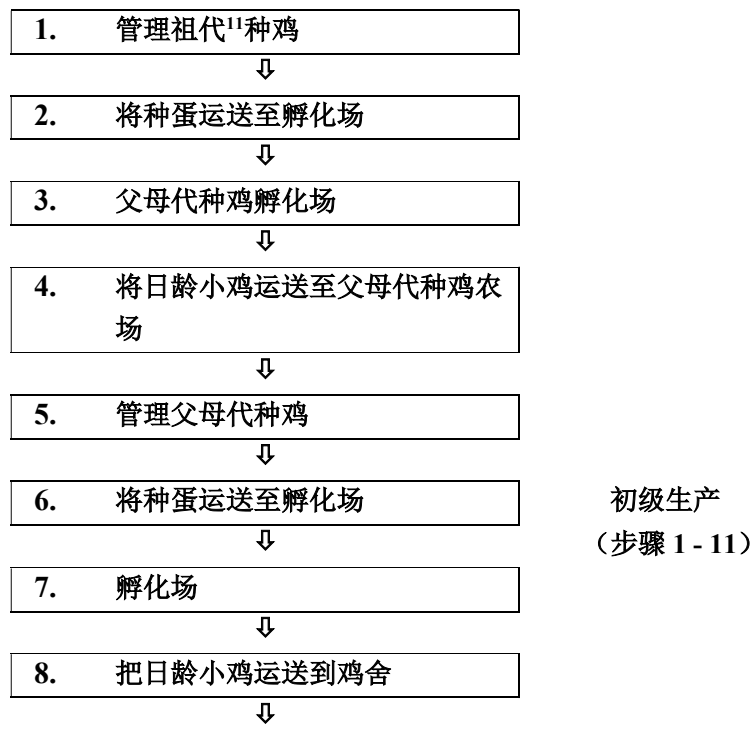 1. 管理祖代¹¹种鸡
⇩
2. 将种蛋运送至孵化场
⇩
3. 父母代种鸡孵化场
⇩
4. 将日龄小鸡运送至父母代种鸡农
场
⇩
5. 管理父母代种鸡
⇩
6. 将种蛋运送至孵化场
⇩
7. 孵化场
⇩
8. 把日龄小鸡运送到鸡舍
⇩
初级生产
（步骤 1 - 11）